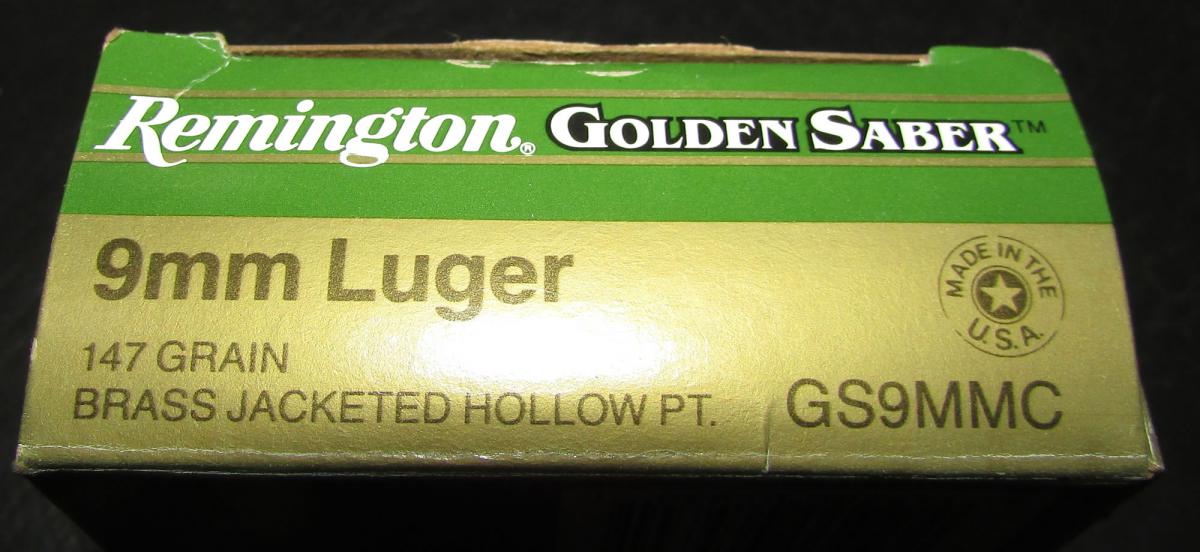 Remington® GOLDEN SABER™
9mm Luger
MADE IN THE
U.S.A.
147 GRAIN
BRASS JACKETED HOLLOW PT.
GS9MMC